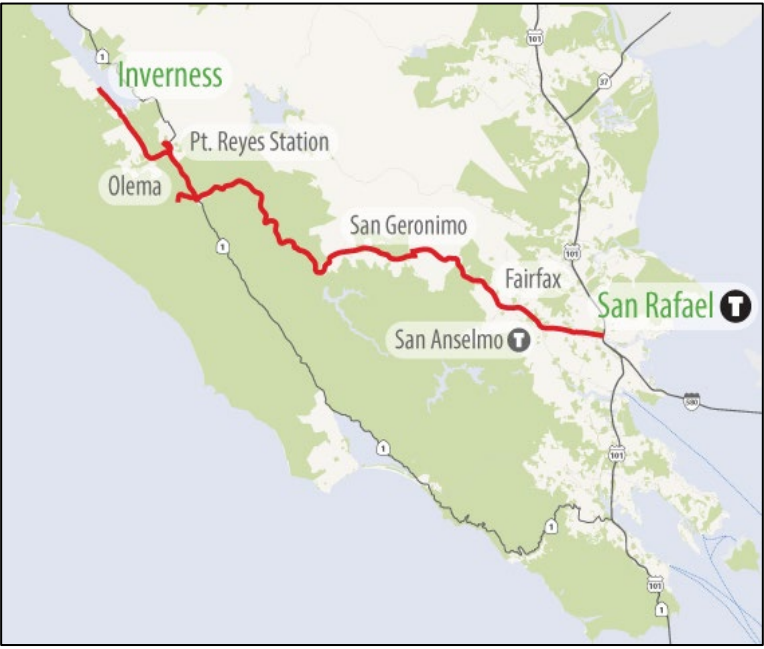 101
1
37
Inverness
Pt. Reyes Station
Olema
San Geronimo
1
101
Fairfax
San Rafael T
San Anselmo T
580
1
101
1
101
1